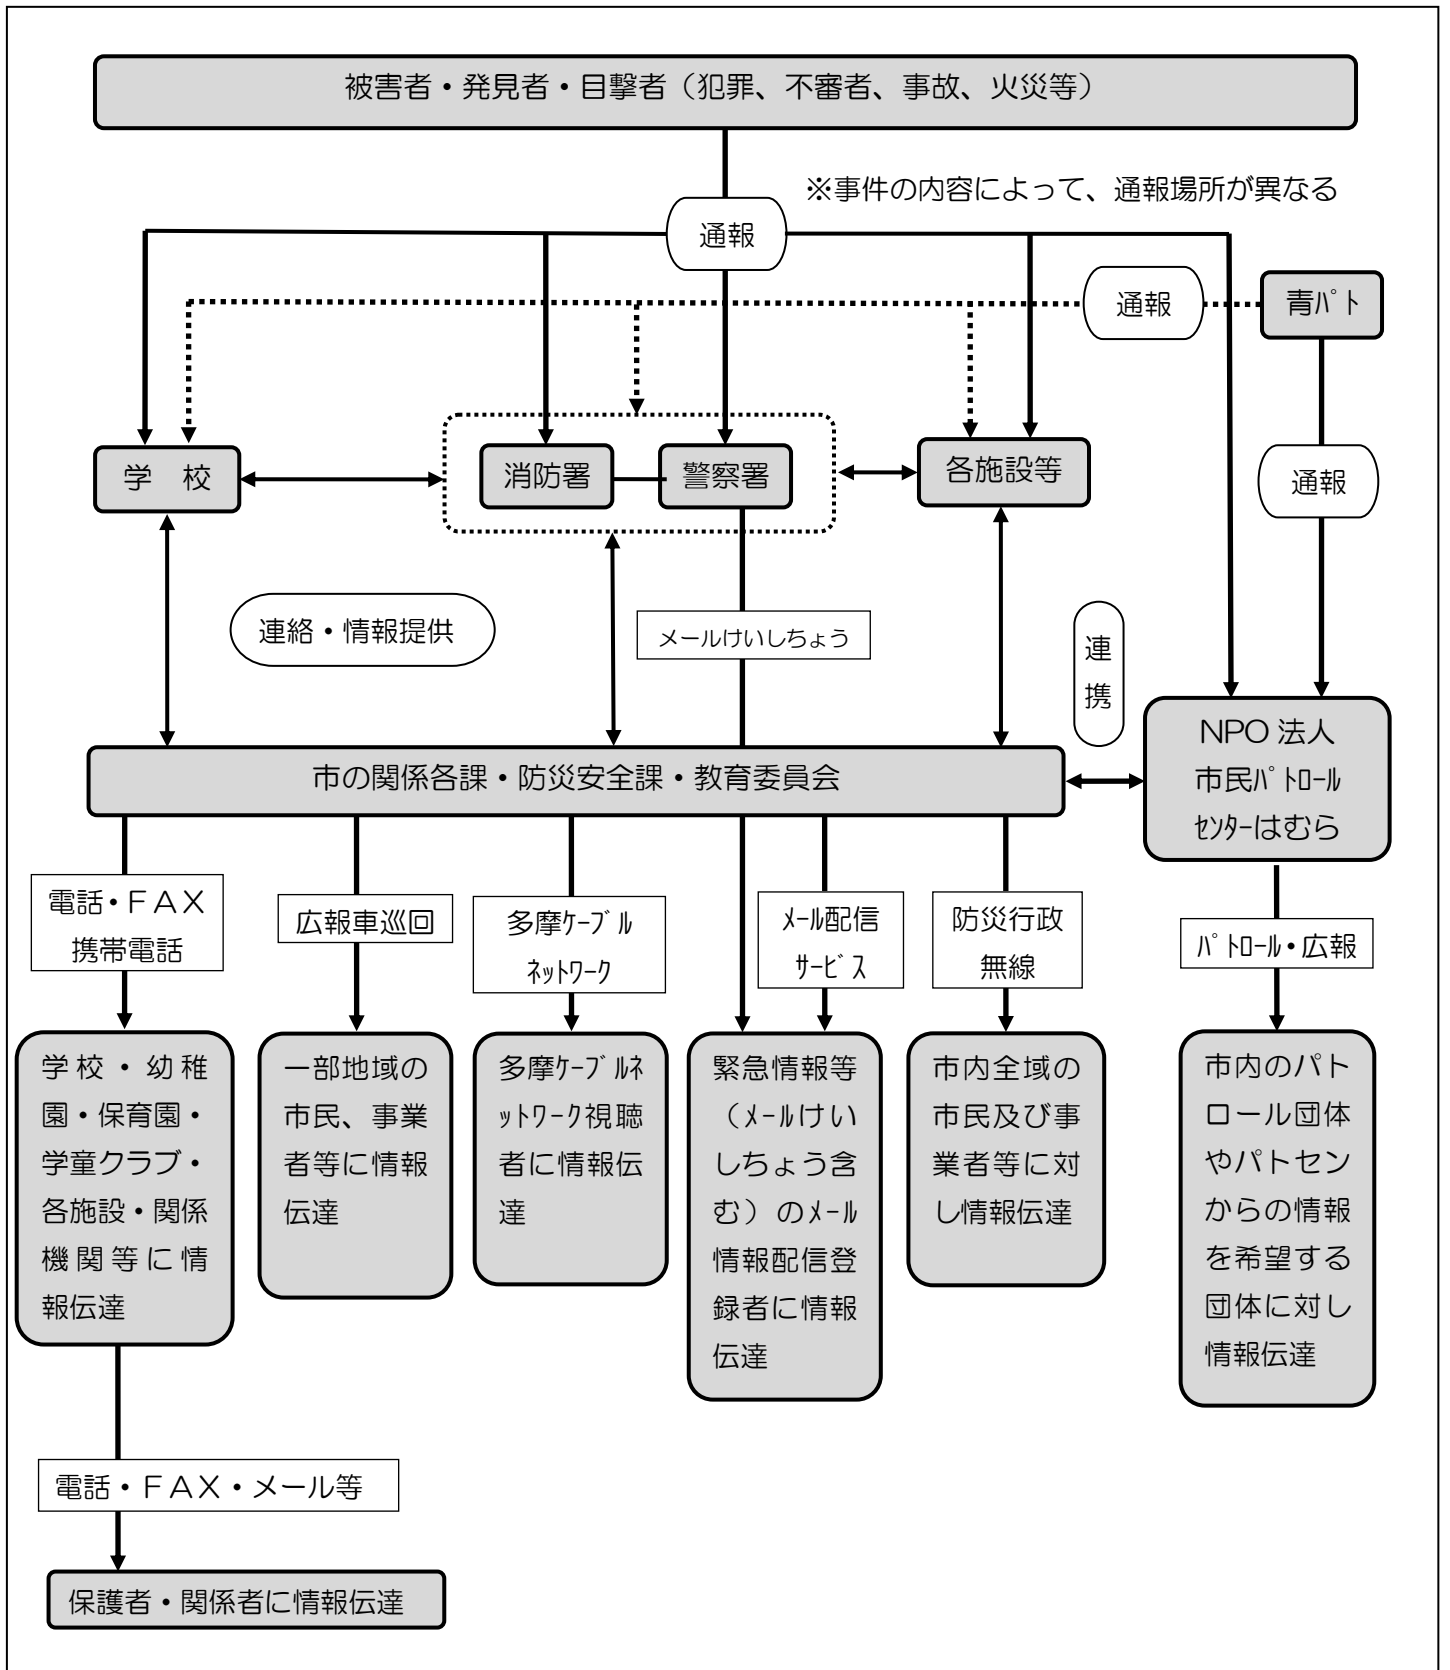 被害者・発見者・目撃者（犯罪、不審者、事故、火災等）
※事件の内容によって、通報場所が異なる
通報
通報
青ﾊﾟﾄ
学　校
消防署
警察署
各施設等
通報
連絡・情報提供
メールけいしちょう
連
携
市の関係各課・防災安全課・教育委員会
NPO 法人
市民ﾊﾟﾄﾛｰﾙ
ｾﾝﾀｰはむら
電話・ＦＡＸ
携帯電話
広報車巡回
多摩ｹｰﾌﾞﾙ
ﾈｯﾄﾜｰｸ
ﾒｰﾙ配信
ｻｰﾋﾞｽ
防災行政
無線
ﾊﾟﾄﾛｰﾙ・広報
学校・幼稚
園・保育園・
学童クラブ・
各施設・関係
機関等に情
報伝達
一部地域の
市民、事業
者等に情報
伝達
多摩ｹｰﾌﾞﾙﾈ
ｯﾄﾜｰｸ視聴
者に情報伝
達
緊急情報等
（ﾒｰﾙけい
しちょう含
む）のﾒｰﾙ
情報配信登
録者に情報
伝達
市内全域の
市民及び事
業者等に対
し情報伝達
市内のパト
ロール団体
やパトセン
からの情報
を希望する
団体に対し
情報伝達
電話・ＦＡＸ・メール等
保護者・関係者に情報伝達